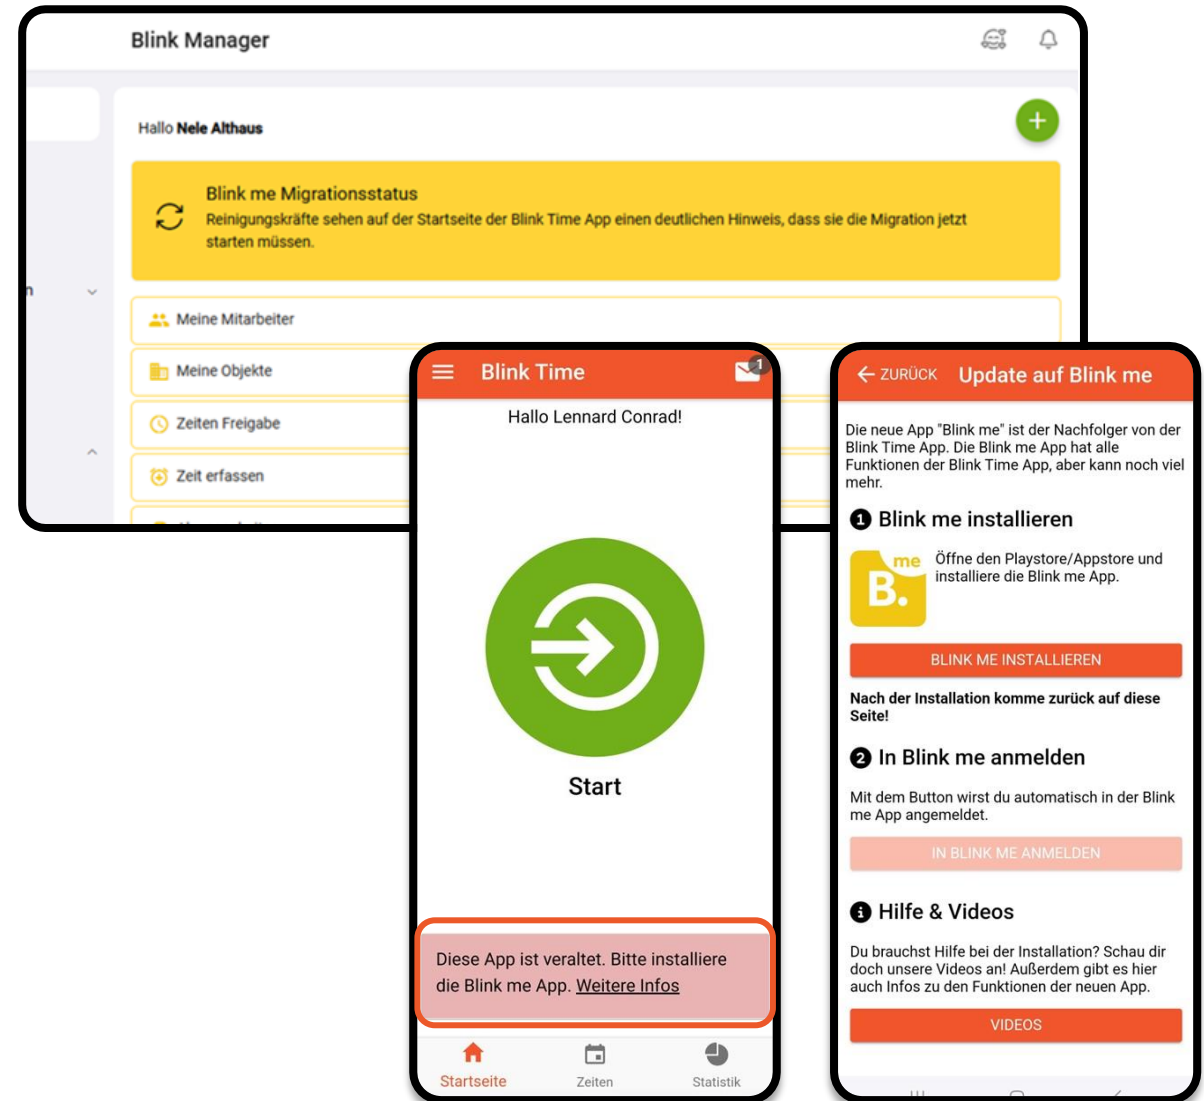 Blink Manager
Hallo Nele Althaus
Blink me Migrationsstatus
Reinigungskräfte sehen auf der Startseite der Blink Time App einen deutlichen Hinweis, dass sie die Migration jetzt
starten müssen.
n
Meine Mitarbeiter
Meine Objekte
Zeiten Freigabe
Zeit erfassen
Blink Time
1
Hallo Lennard Conrad!
Start
Diese App ist veraltet. Bitte installiere
die Blink me App. Weitere Infos
Startseite
Zeiten
Statistik
ZURÜCK Update auf Blink me
Die neue App "Blink me" ist der Nachfolger von der
Blink Time App. Die Blink me App hat alle
Funktionen der Blink Time App, aber kann noch viel
mehr.
1 Blink me installieren
me
B.
Öffne den Playstore/Appstore und
installiere die Blink me App.
BLINK ME INSTALLIEREN
Nach der Installation komme zurück auf diese
Seite!
2 In Blink me anmelden
Mit dem Button wirst du automatisch in der Blink
me App angemeldet.
IN BLINK ME ANMELDEN
i Hilfe & Videos
Du brauchst Hilfe bei der Installation? Schau dir
doch unsere Videos an! Außerdem gibt es hier
auch Infos zu den Funktionen der neuen App.
VIDEOS